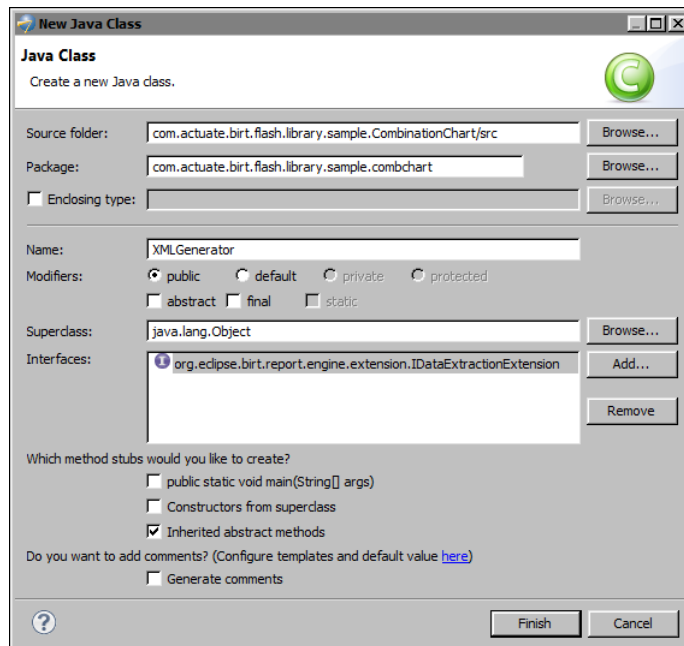 New Java Class
Java Class
Create a new Java class.
C
Source folder: com.actuate.birt.flash.library.sample.CombinationChart/src Browse...
Package: com.actuate.birt.flash.library.sample.combchart Browse...
Enclosing type: Browse...
Name: XMLGenerator
Modifiers: public default private protected
abstract final static
Superclass: java.lang.Object Browse...
Interfaces: I org.eclipse.birt.report.engine.extension.IDataExtractionExtension Add...
Remove
Which method stubs would you like to create?
public static void main(String[] args)
Constructors from superclass
Inherited abstract methods
Do you want to add comments? (Configure templates and default value here)
Generate comments
? Finish Cancel